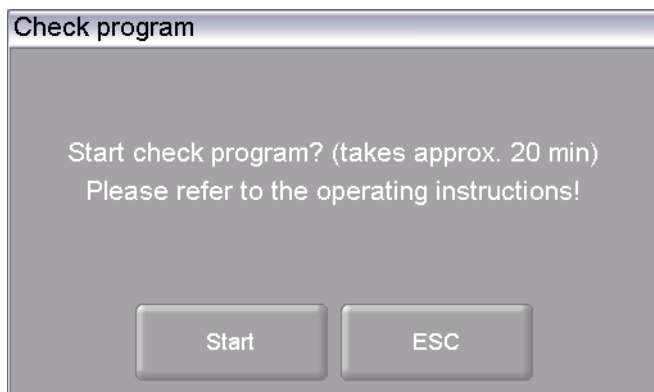 Check program
Start check program? (takes approx. 20 min)
Please refer to the operating instructions!
Start
ESC